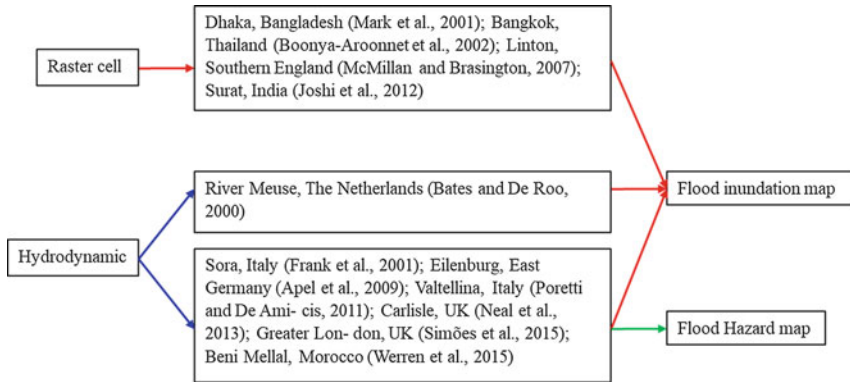 Dhaka, Bangladesh (Mark et al., 2001); Bangkok,
Thailand (Boonya-Aroonnet et al., 2002); Linton,
Southern England (McMillan and Brasington, 2007);
Surat, India (Joshi et al., 2012)
Raster cell
River Meuse, The Netherlands (Bates and De Roo,
2000)
Flood inundation map
Hydrodynamic
Sora, Italy (Frank et al., 2001); Eilenburg, East
Germany (Apel et al., 2009); Valtellina, Italy (Poretti
and De Ami- cis, 2011); Carlisle, UK (Neal et al.,
2013); Greater Lon- don, UK (Simões et al., 2015);
Beni Mellal, Morocco (Werren et al., 2015)
Flood Hazard map